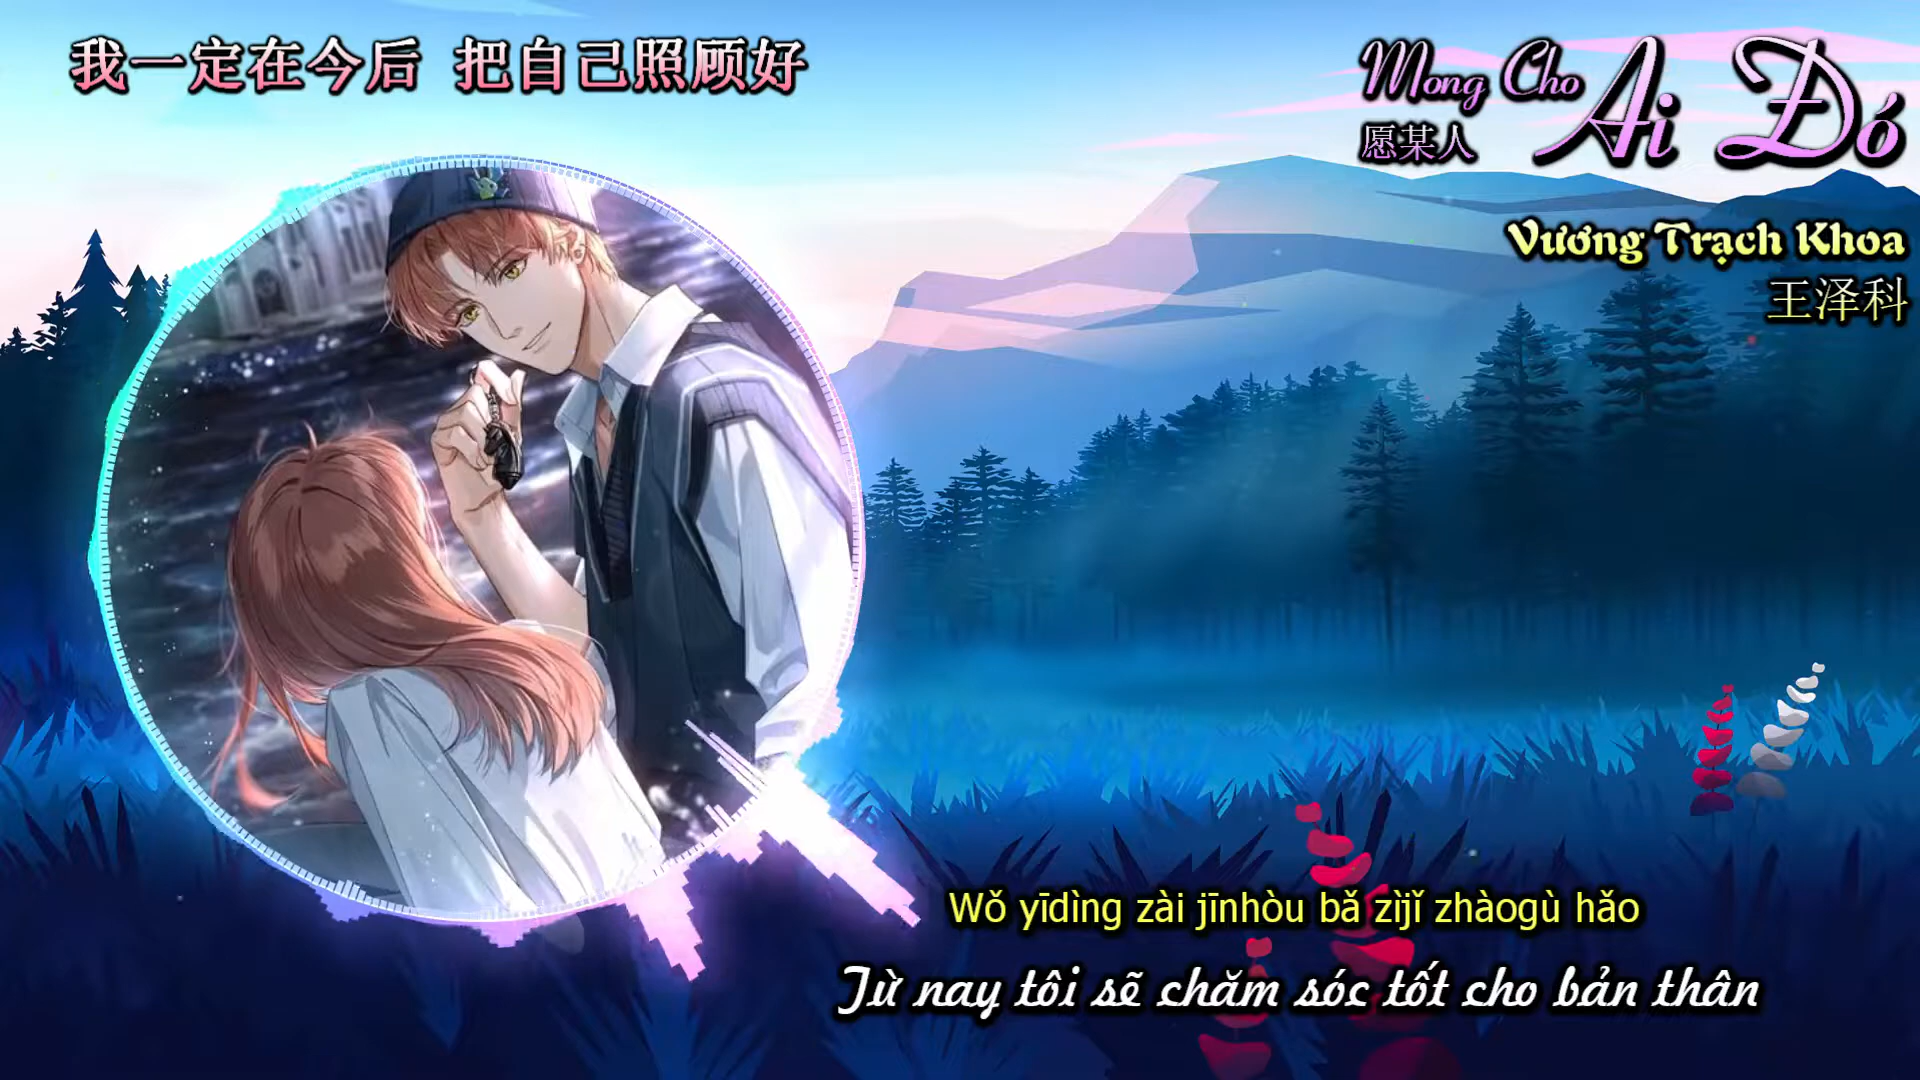 我一定在今后 把自己照顾好
Mong Cho Ai Đó
愿某人
Vương Trạch Khoa
王泽科
Wǒ yīdìng zài jīnhòu bǎ zìjǐ zhàogù hǎo
Từ nay tôi sẽ chăm sóc tốt cho bản thân